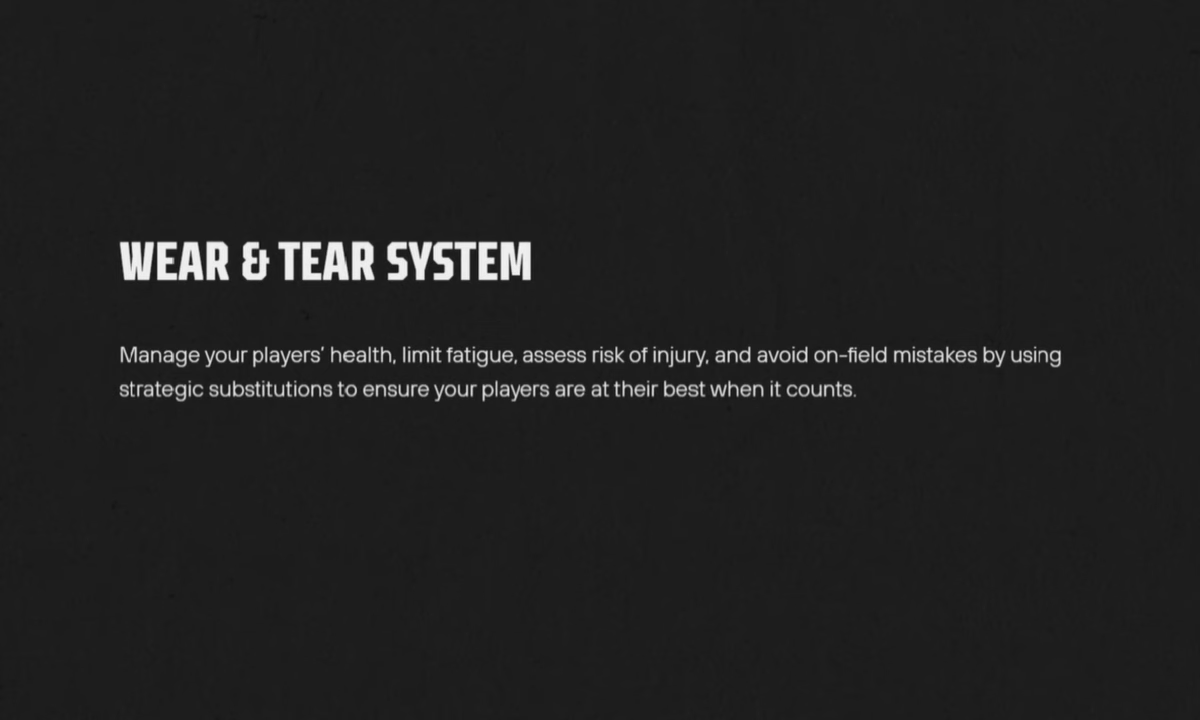 WEAR & TEAR SYSTEM
Manage your players' health, limit fatigue, assess risk of injury, and avoid on-field mistakes by using
strategic substitutions to ensure your players are at their best when it counts.